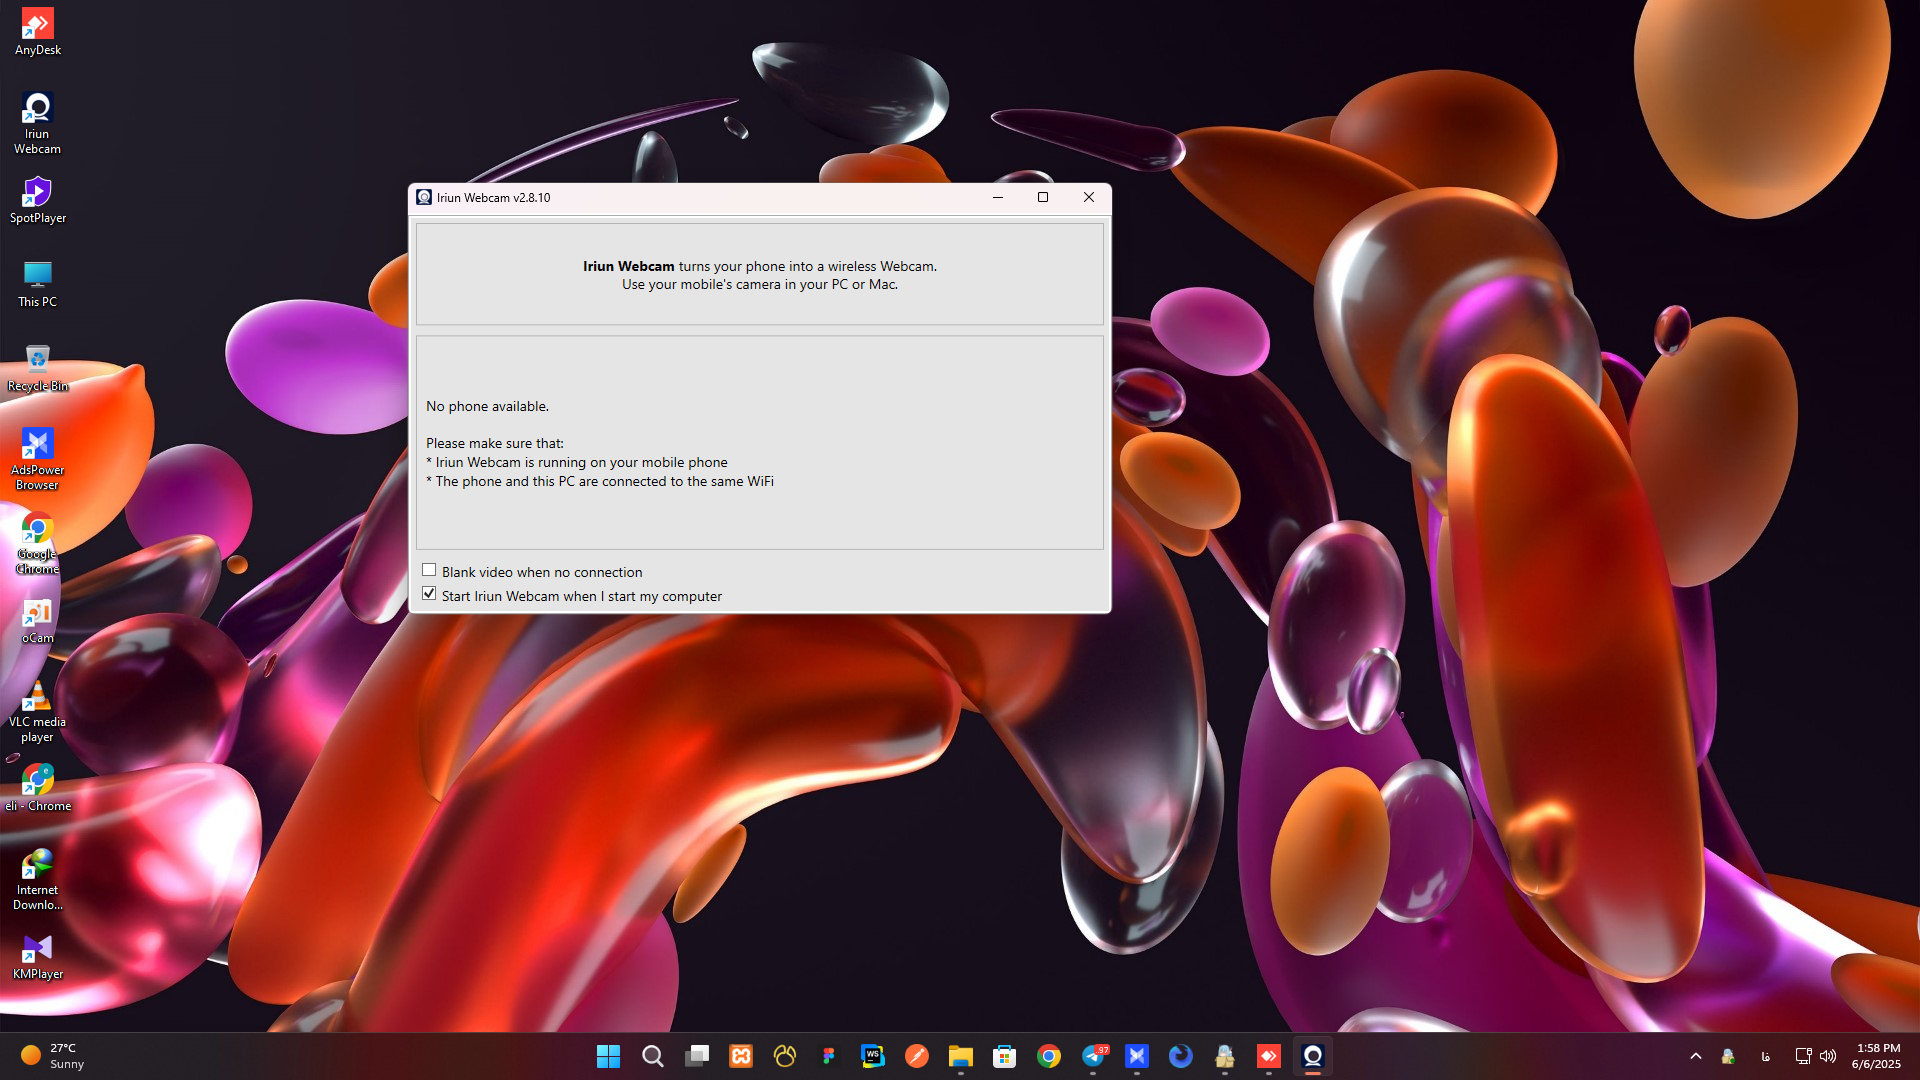 AnyDesk
Iriun
Webcam
SpotPlayer
This PC
Recycle Bin
AdsPower
Browser
Google
Chrome
oCam
VLC media
player
eli - Chrome
Internet
Downlo...
KMPlayer
Iriun Webcam v2.8.10
Iriun Webcam turns your phone into a wireless Webcam.
Use your mobile's camera in your PC or Mac.
No phone available.
Please make sure that:
* Iriun Webcam is running on your mobile phone
* The phone and this PC are connected to the same WiFi
Blank video when no connection
Start Iriun Webcam when I start my computer
27°C
Sunny
WS
97
فا
1:58 PM
6/6/2025